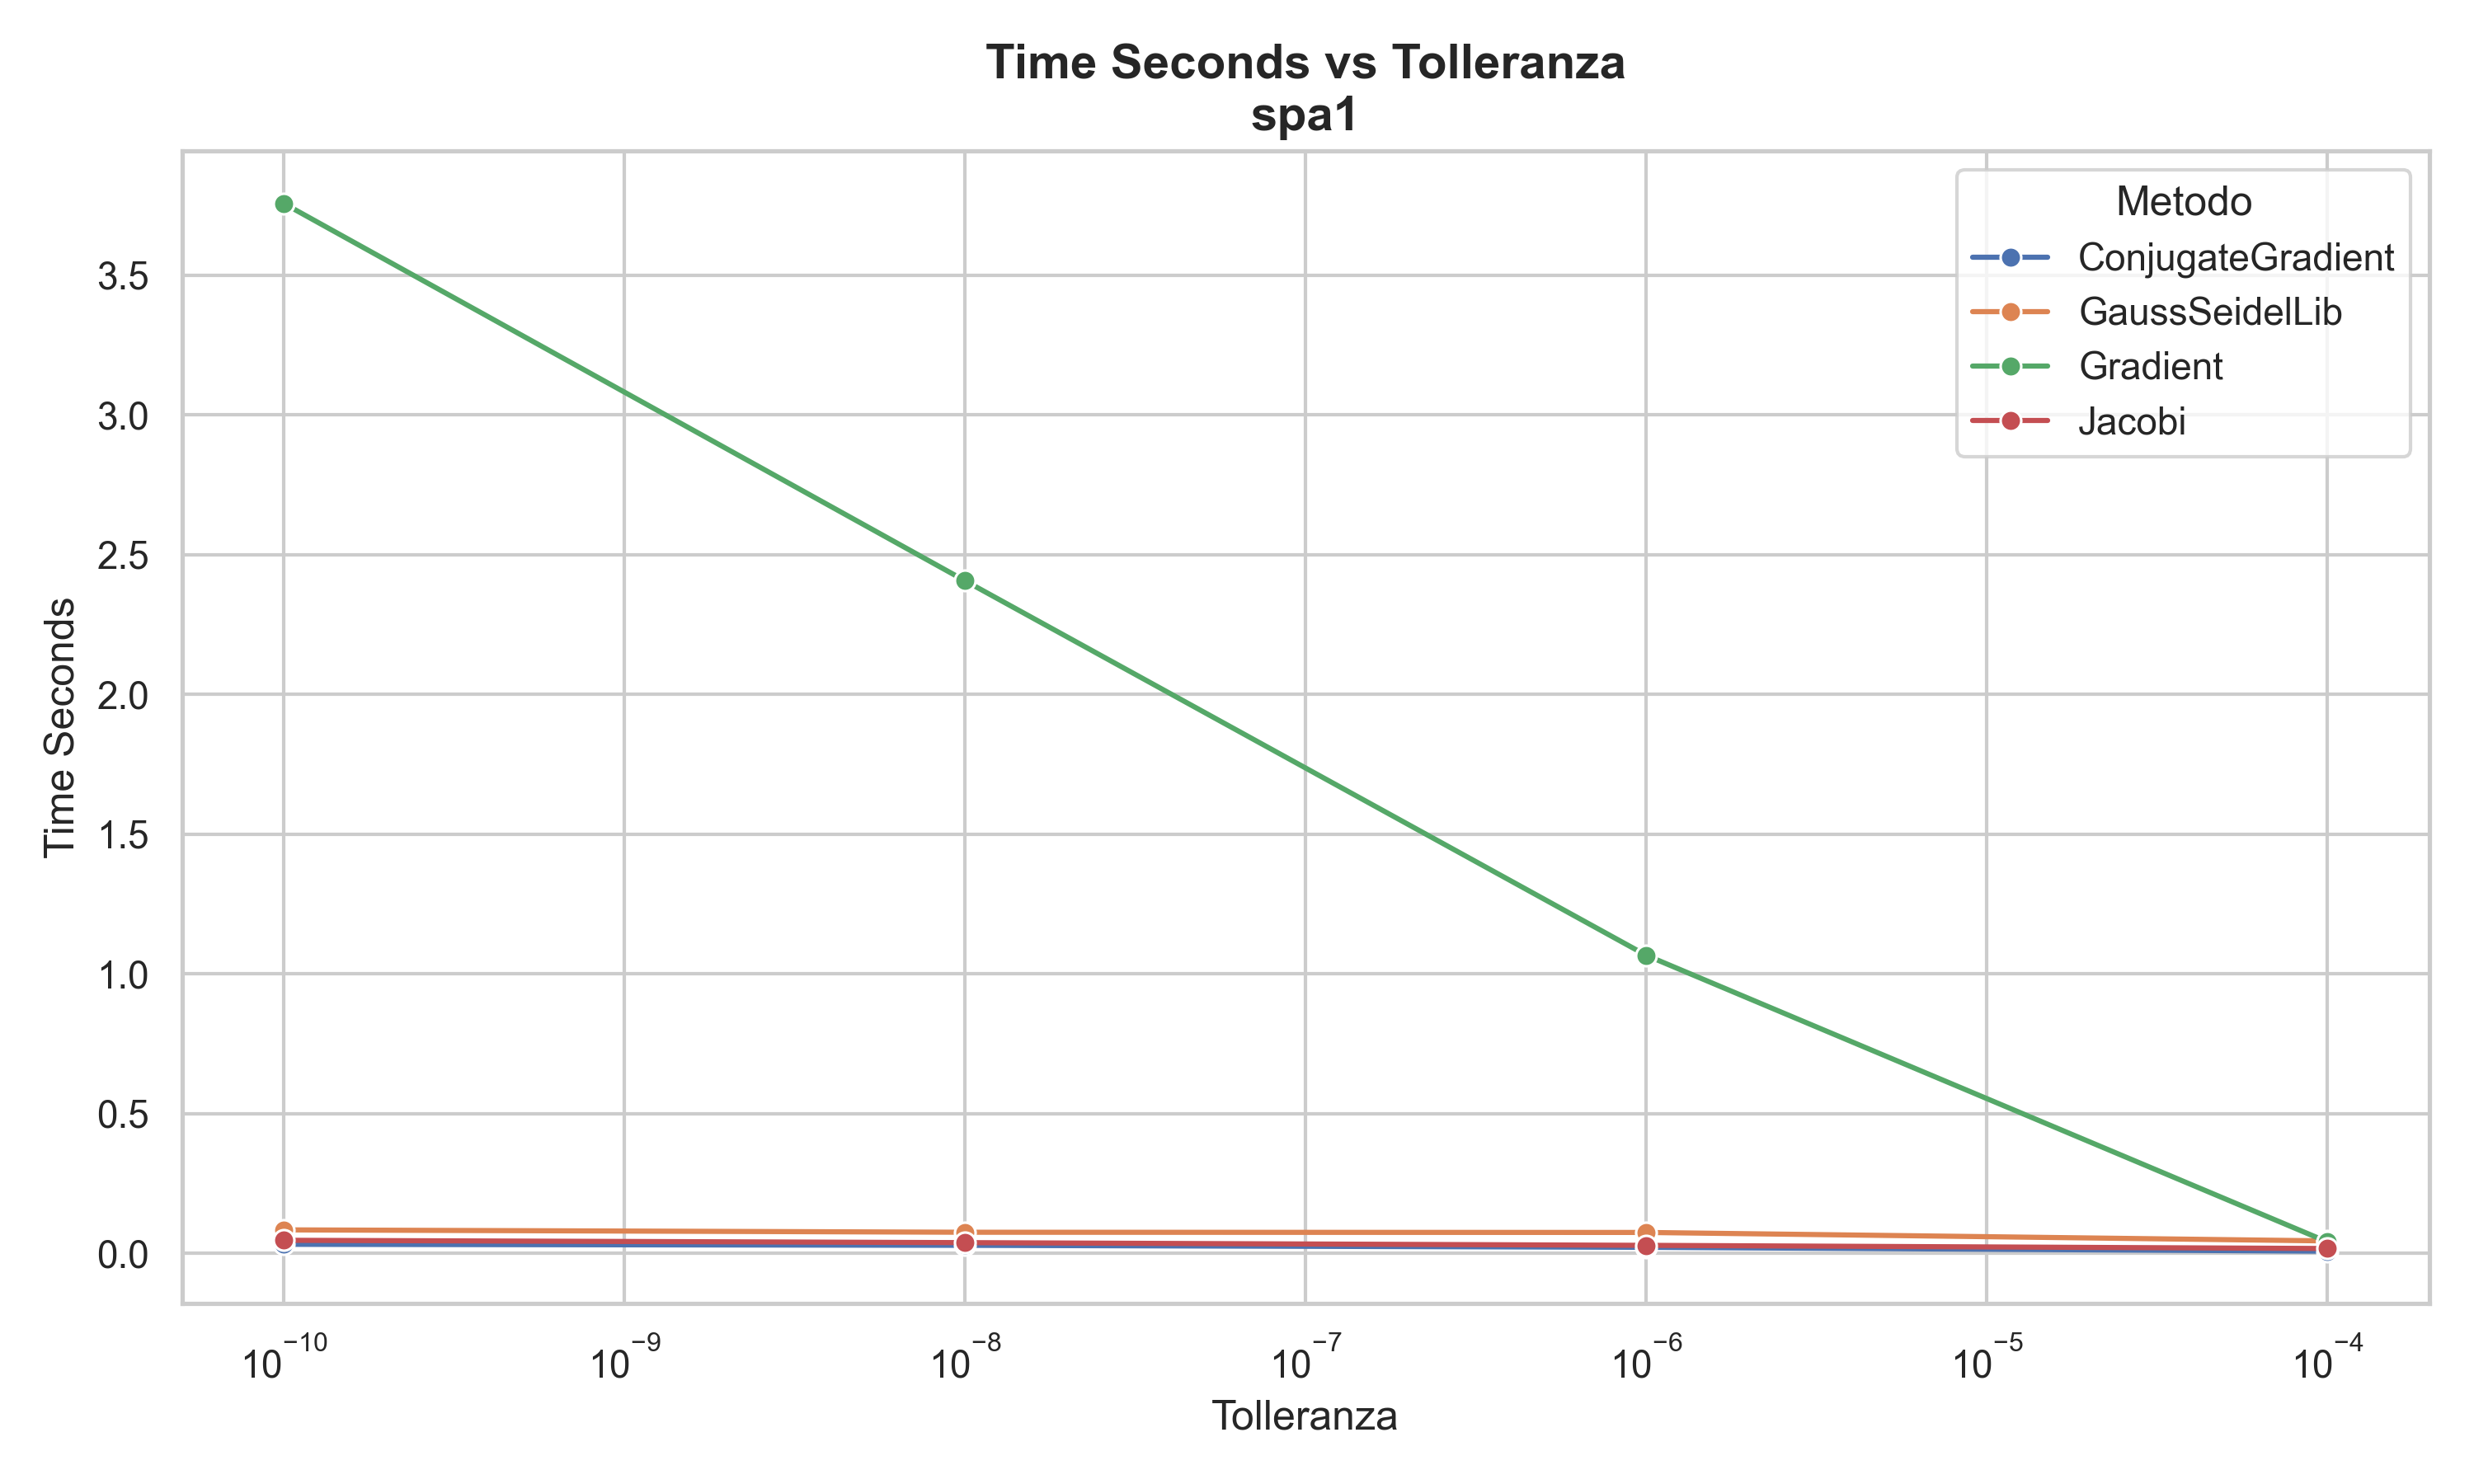 Time Seconds vs Tolleranza
spa1
Metodo
ConjugateGradient
GaussSeidelLib
Gradient
Jacobi
Time Seconds
3.5
3.0
2.5
2.0
1.5
1.0
0.5
0.0
10⁻¹⁰ 10⁻⁹ 10⁻⁸ 10⁻⁷ 10⁻⁶ 10⁻⁵ 10⁻⁴
Tolleranza